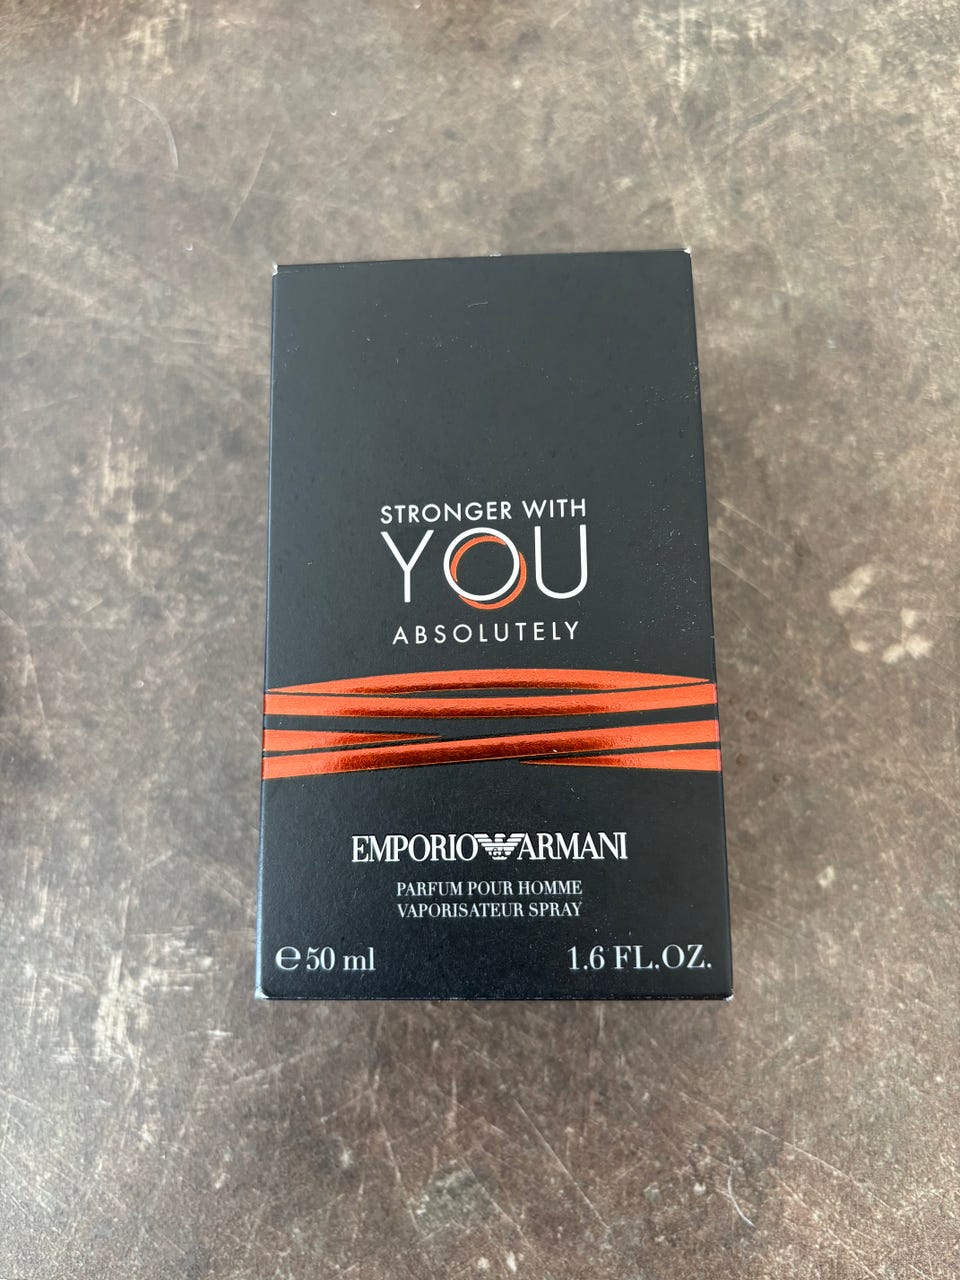 STRONGER WITH
YOU
ABSOLUTELY
EMPORIO ARMANI
PARFUM POUR HOMME
VAPORISATEUR SPRAY
℮ 50 ml 1.6 FL.OZ.